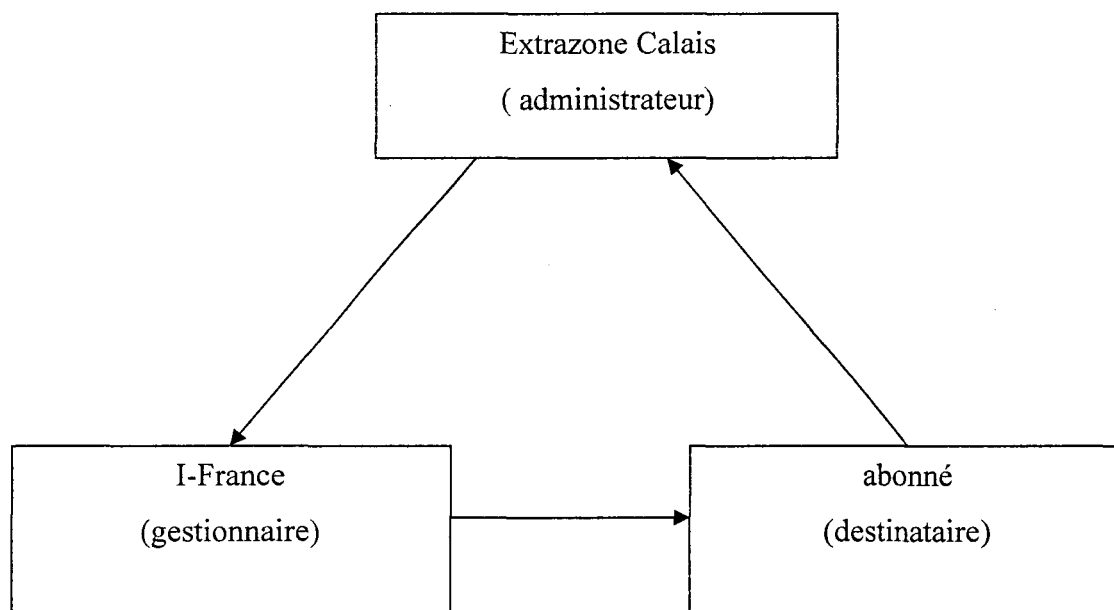 Extrazone Calais
( administrateur)
I-France
(gestionnaire)
abonné
(destinataire)